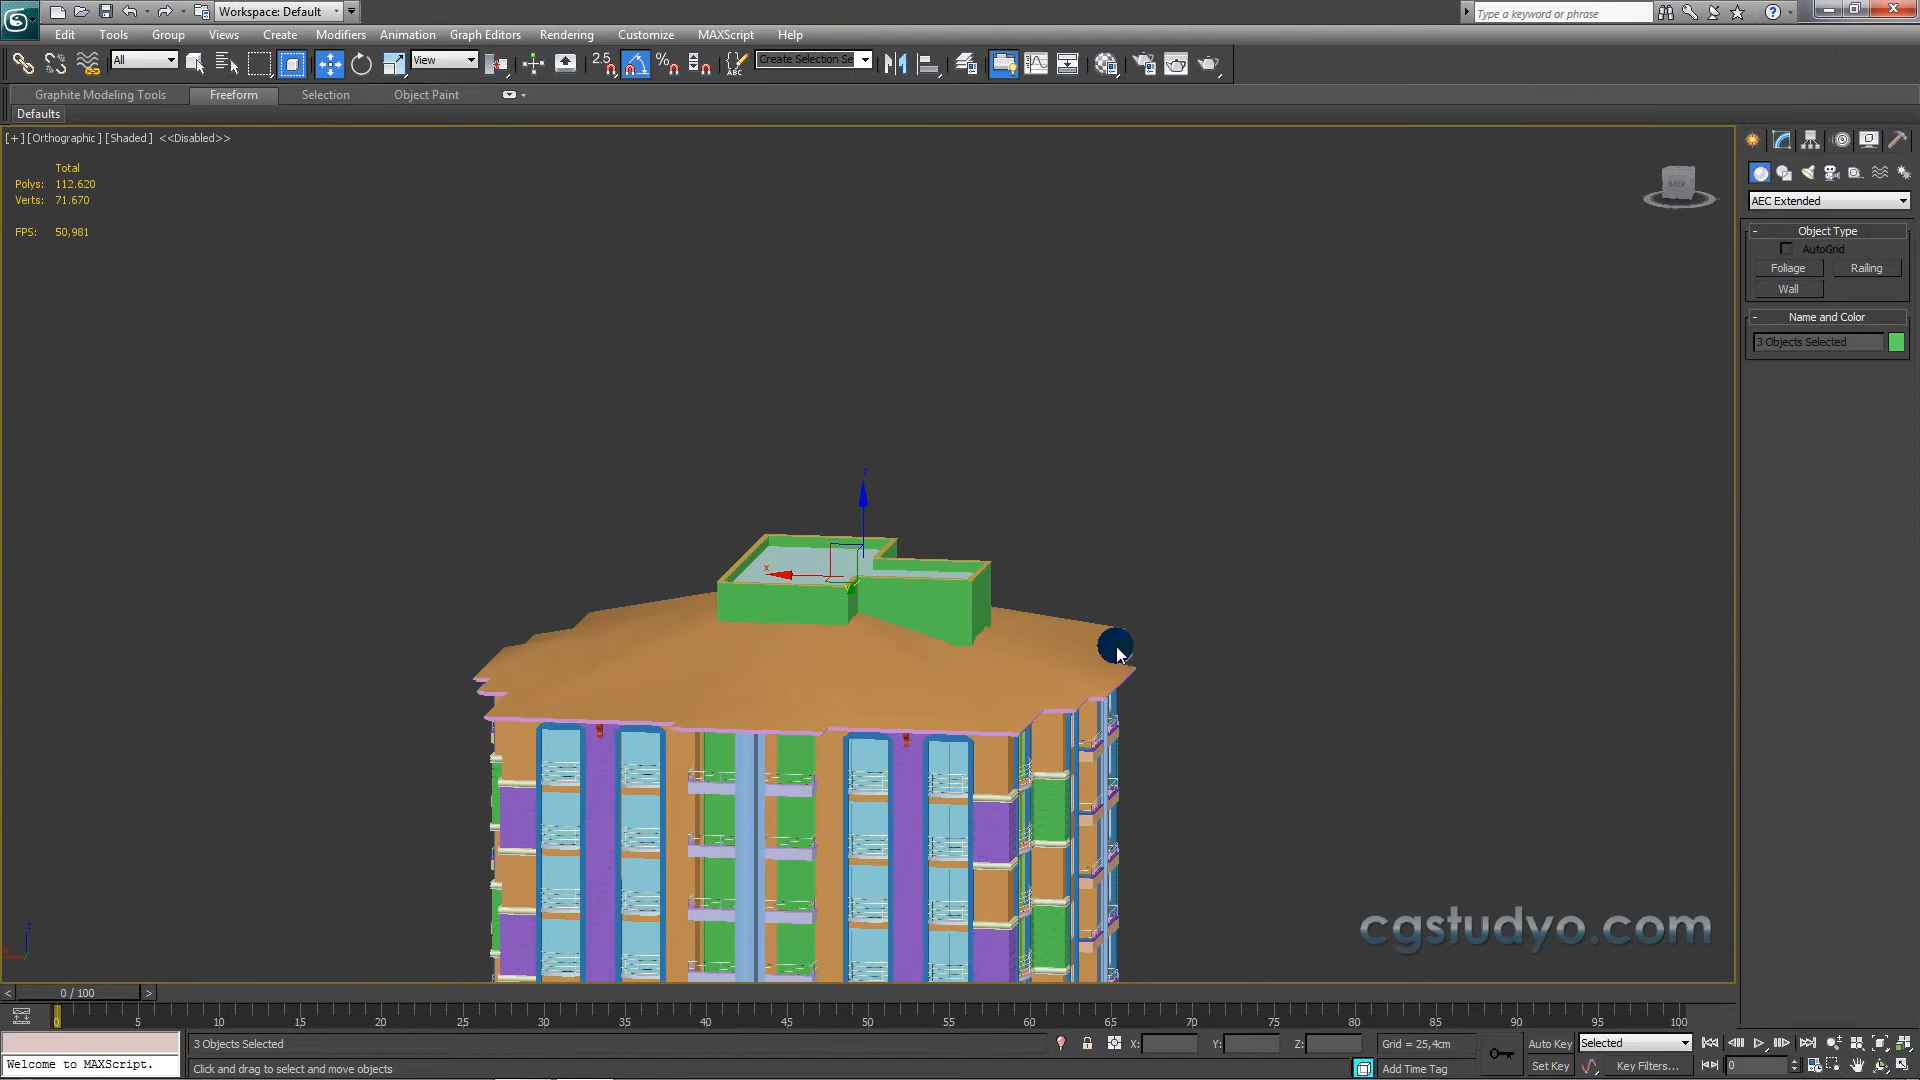 Workspace: Default
Type a keyword or phrase
Edit Tools Group Views Create Modifiers Animation Graph Editors Rendering Customize MAXScript Help
All View 2.5 Create Selection Se
Graphite Modeling Tools Freeform Selection Object Paint
Defaults
[+] [Orthographic] [Shaded] <<Disabled>>
Total
Polys: 112.620
Verts: 71.670
FPS: 50,981
BACK
AEC Extended
- Object Type
AutoGrid
Foliage Railing
Wall
- Name and Color
3 Objects Selected
z
x
y
cgstudyo.com
z
x
< 0 / 100 >
0 5 10 15 20 25 30 35 40 45 50 55 60 65 70 75 80 85 90 95 100
3 Objects Selected X: Y: Z: Grid = 25,4cm Auto Key Selected
Welcome to MAXScript. Click and drag to select and move objects Add Time Tag Set Key Key Filters... 0